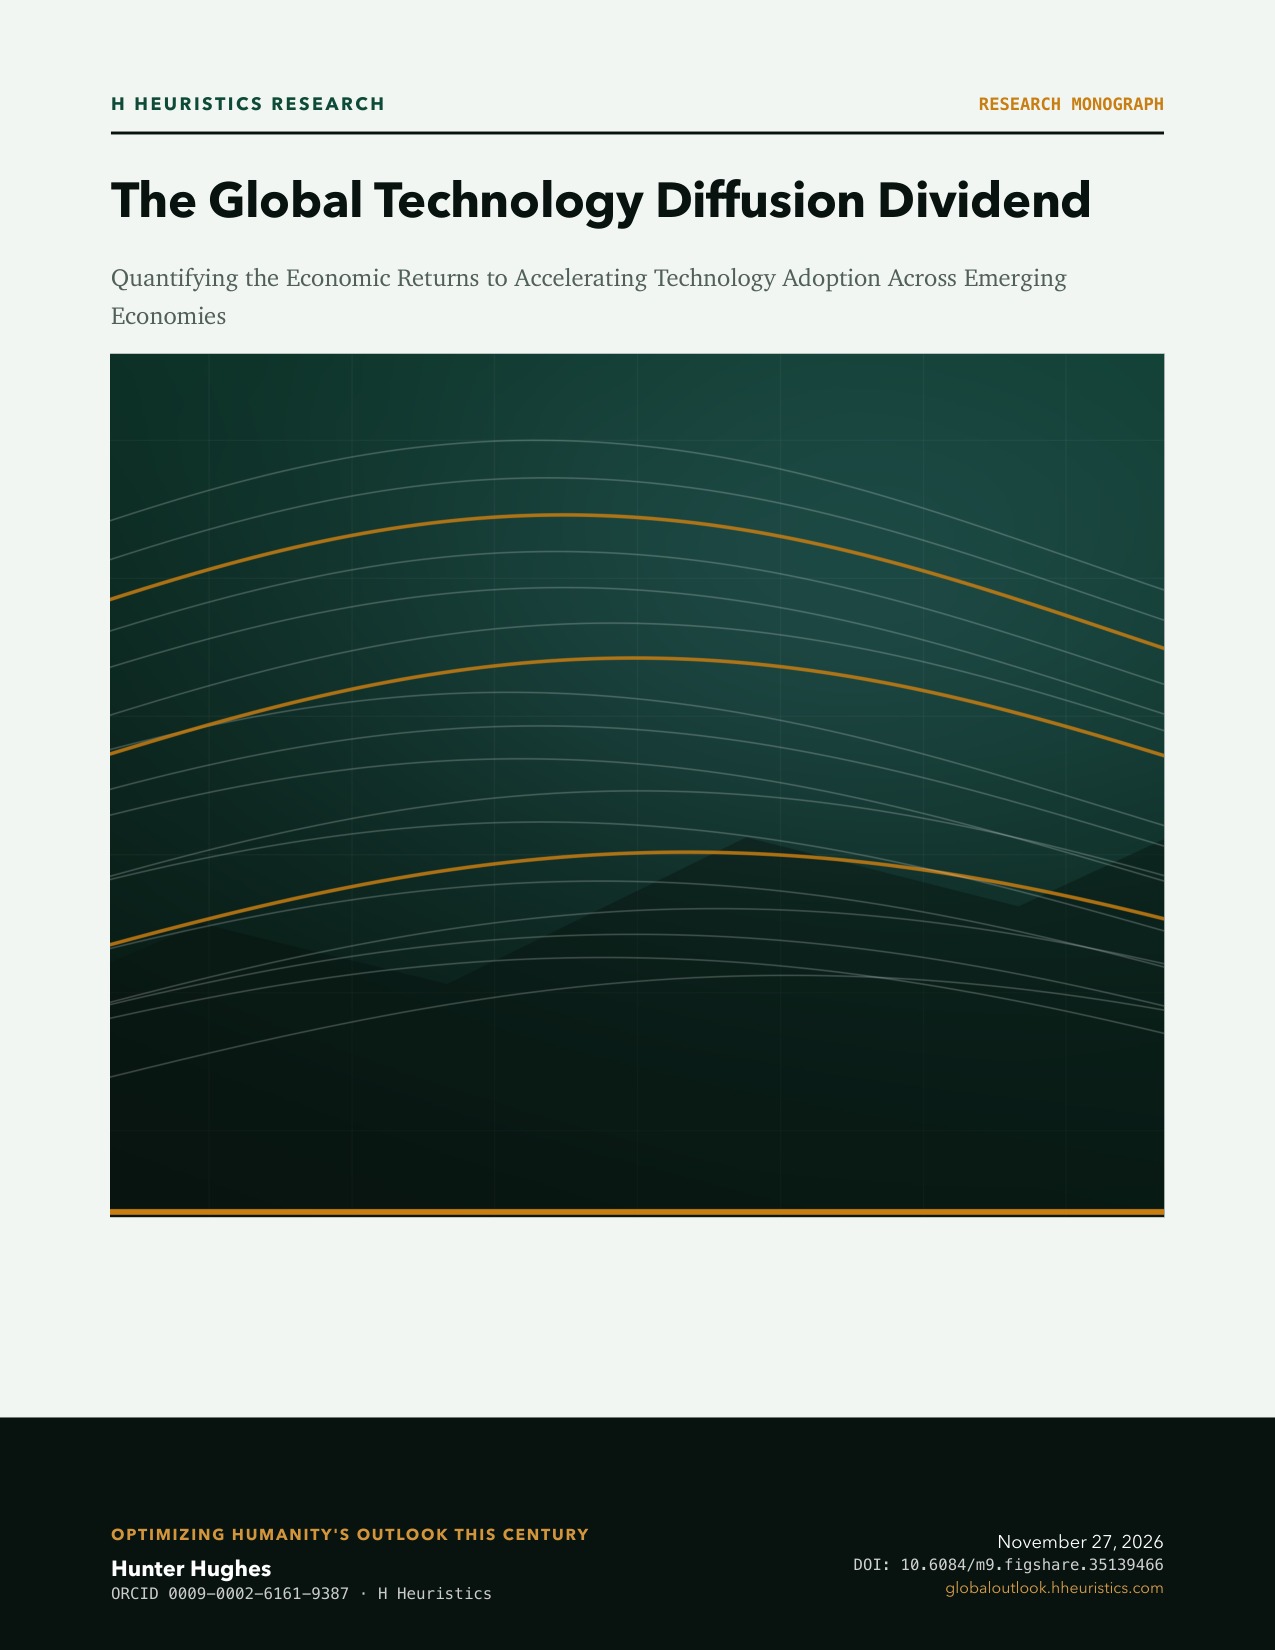 H HEURISTICS RESEARCH
RESEARCH MONOGRAPH
The Global Technology Diffusion Dividend
Quantifying the Economic Returns to Accelerating Technology Adoption Across Emerging
Economies
OPTIMIZING HUMANITY'S OUTLOOK THIS CENTURY
Hunter Hughes
ORCID 0009-0002-6161-9387 · H Heuristics
November 27, 2026
DOI: 10.6084/m9.figshare.35139466
globaloutlook.hheuristics.com